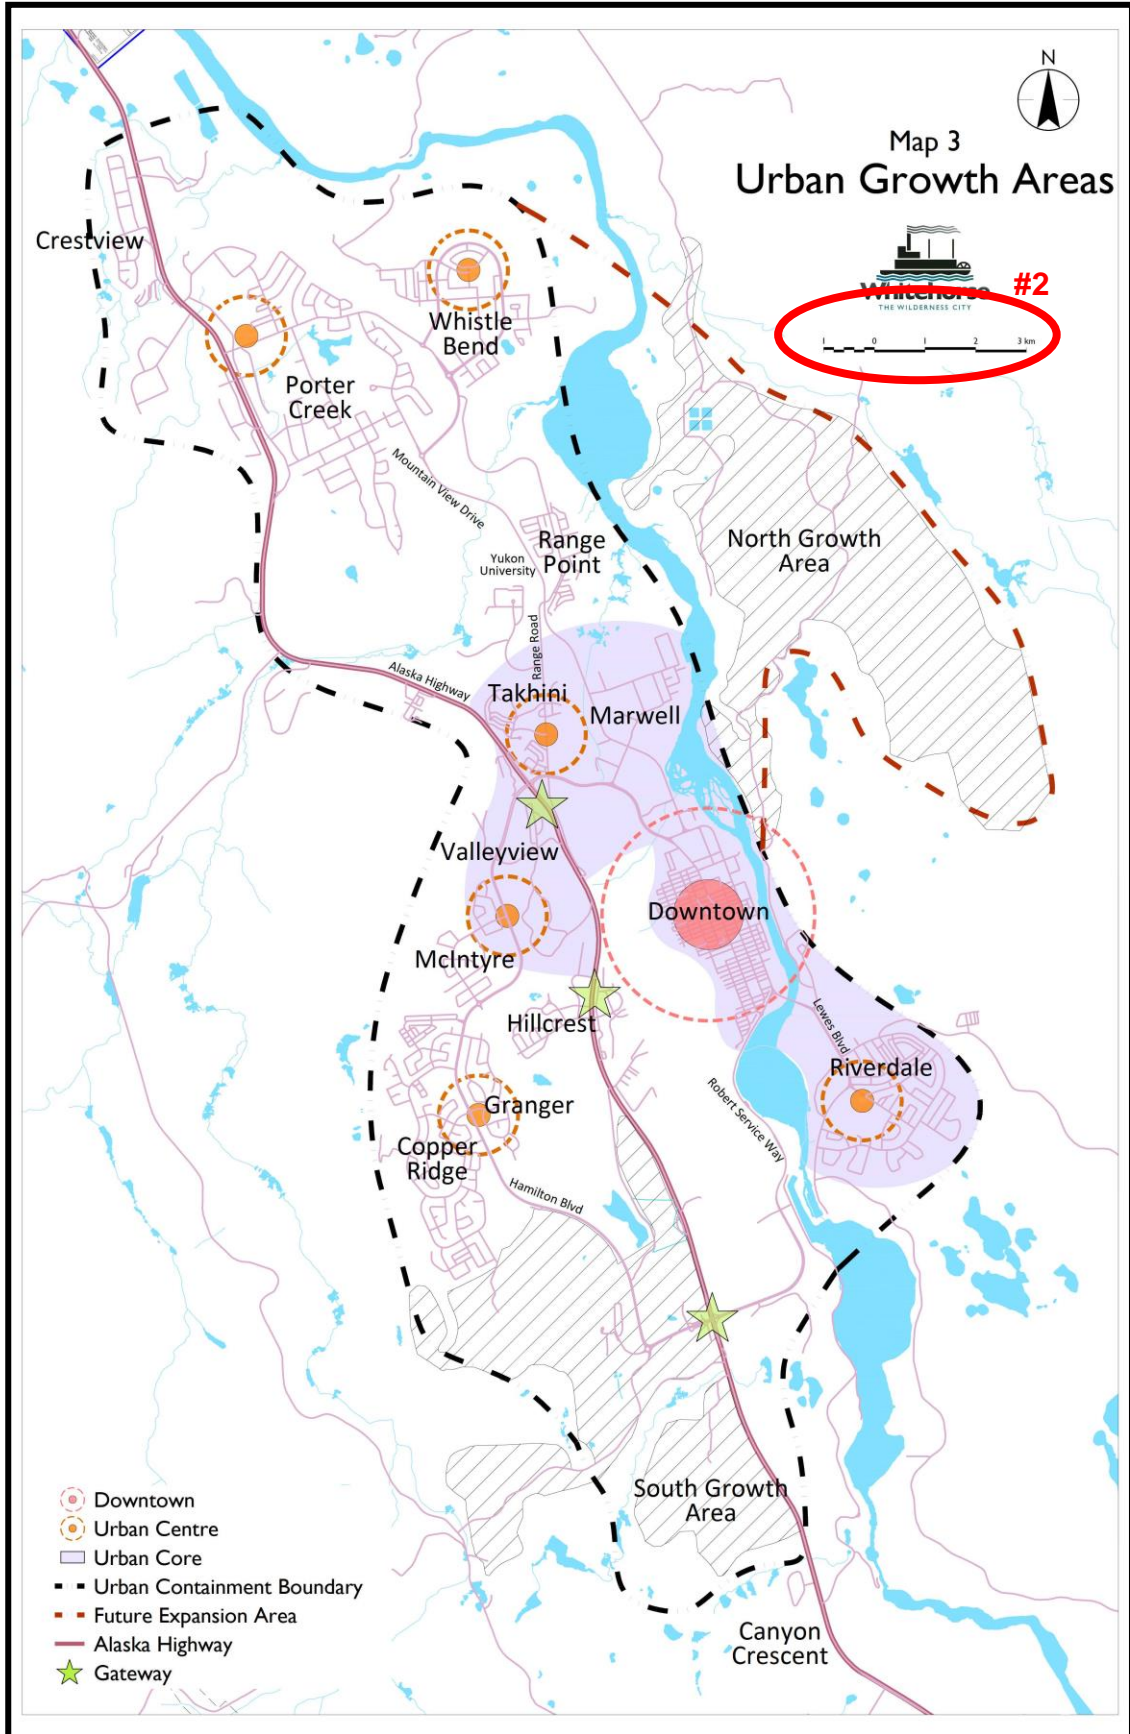 N
Map 3
Urban Growth Areas
Whitehorse
THE WILDERNESS CITY
#2
1 0 1 2 3 km
Crestview
Whistle
Bend
Porter
Creek
Mountain View Drive
Range
Point
Yukon
University
North Growth
Area
Range Road
Alaska Highway
Takhini
Marwell
Valleyview
Downtown
McIntyre
Hillcrest
Lewes Blvd
Riverdale
Robert Service Way
Granger
Copper
Ridge
Hamilton Blvd
South Growth
Area
Canyon
Crescent
Downtown
Urban Centre
Urban Core
Urban Containment Boundary
Future Expansion Area
Alaska Highway
Gateway